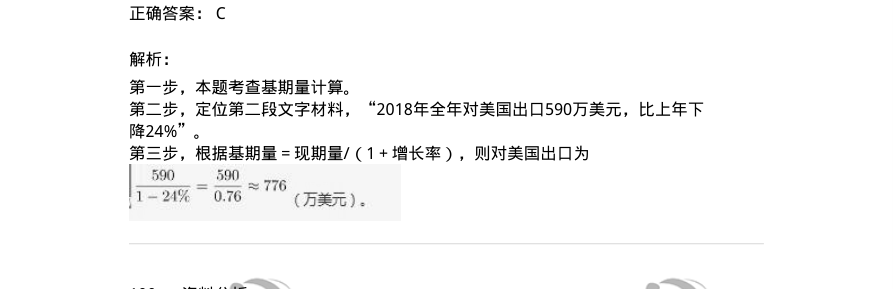 正确答案： C
解析：
第一步，本题考查基期量计算。
第二步，定位第二段文字材料，“2018年全年对美国出口590万美元，比上年下
降24%”。
第三步，根据基期量 = 现期量/（1 + 增长率），则对美国出口为
590/(1 − 24%) = 590/0.76 ≈ 776（万美元）。